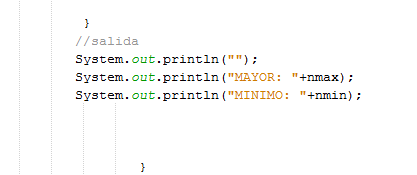 }
//salida
System.out.println("");
System.out.println("MAYOR: "+nmax);
System.out.println("MINIMO: "+nmin);
}